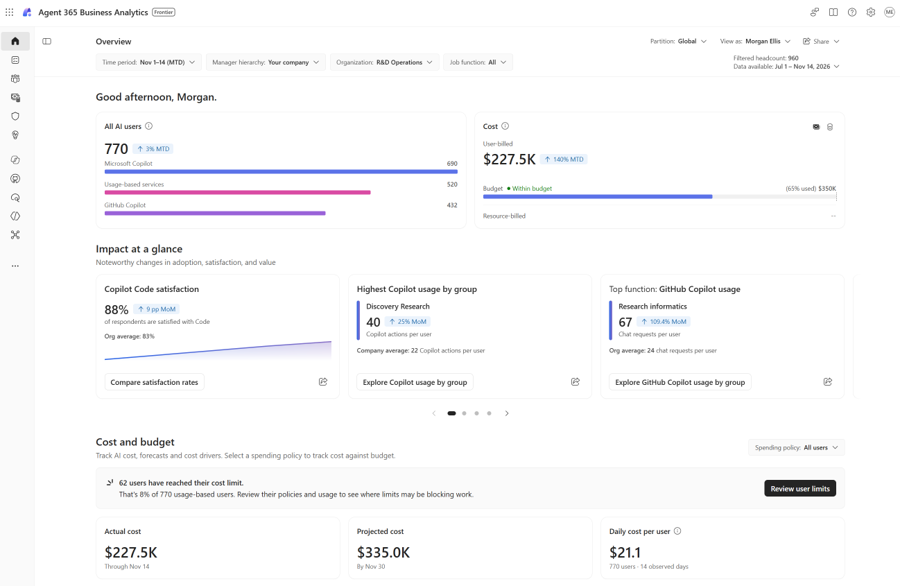 Agent 365 Business Analytics Frontier
ME
Overview
Partition: Global
View as: Morgan Ellis
Share
Time period: Nov 1–14 (MTD)
Manager hierarchy: Your company
Organization: R&D Operations
Job function: All
Filtered headcount: 960
Data available: Jul 1 – Nov 14, 2026
Good afternoon, Morgan.
All AI users
770 ↑ 3% MTD
Microsoft Copilot 690
Usage-based services 520
GitHub Copilot 432
Cost
User-billed
$227.5K ↑ 140% MTD
Budget • Within budget (65% used) $350K
Resource-billed --
Impact at a glance
Noteworthy changes in adoption, satisfaction, and value
Copilot Code satisfaction
88% ↑ 9 pp MoM
of respondents are satisfied with Code
Org average: 83%
Compare satisfaction rates
Highest Copilot usage by group
Discovery Research
40 ↑ 25% MoM
Copilot actions per user
Company average: 22 Copilot actions per user
Explore Copilot usage by group
Top function: GitHub Copilot usage
Research informatics
67 ↑ 109.4% MoM
Chat requests per user
Org average: 24 chat requests per user
Explore GitHub Copilot usage by group
Cost and budget
Track AI cost, forecasts and cost drivers. Select a spending policy to track cost against budget.
Spending policy: All users
62 users have reached their cost limit.
That's 8% of 770 usage-based users. Review their policies and usage to see where limits may be blocking work.
Review user limits
Actual cost
$227.5K
Through Nov 14
Projected cost
$335.0K
By Nov 30
Daily cost per user
$21.1
770 users · 14 observed days